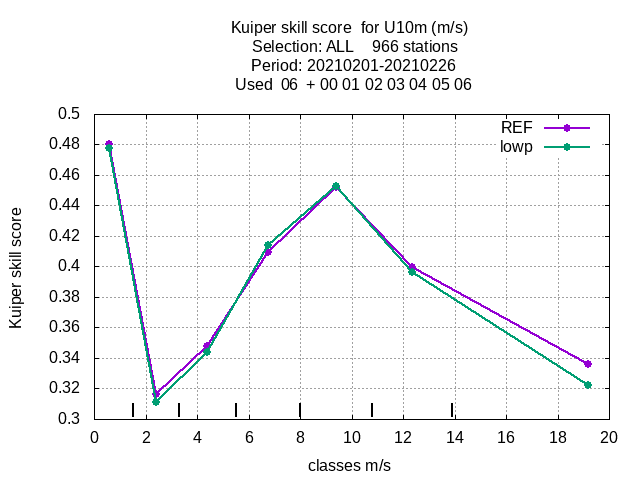 Kuiper skill score  for U10m (m/s)
Selection: ALL    966 stations
Period: 20210201-20210226
Used  06  + 00 01 02 03 04 05 06
REF
lowp
0.5
0.48
0.46
0.44
0.42
0.4
0.38
0.36
0.34
0.32
0.3
Kuiper skill score
0 2 4 6 8 10 12 14 16 18 20
classes m/s